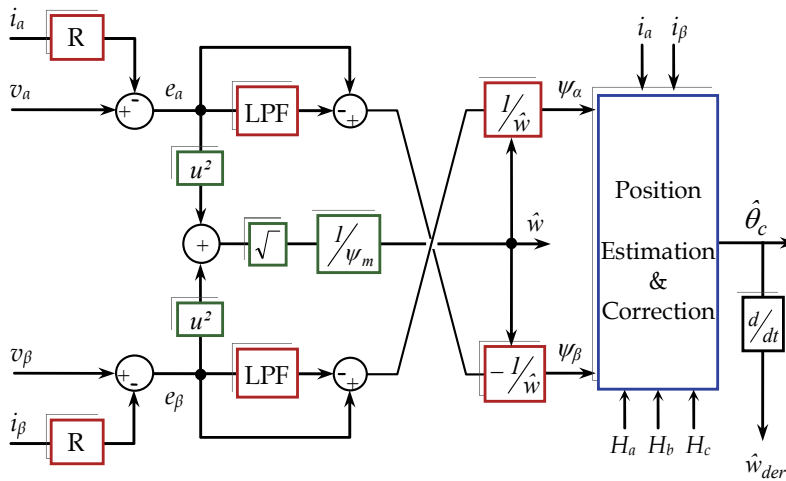 i_a
R
i_a i_β
v_a
+ -
e_a
LPF
- +
1/ŵ
ψ_α
u²
Position
Estimation
&
Correction
+
√
1/ψ_m
ŵ
θ̂_c
u²
d/dt
v_β
+ -
e_β
LPF
- +
- 1/ŵ
ψ_β
i_β
R
H_a H_b H_c
ŵ_der